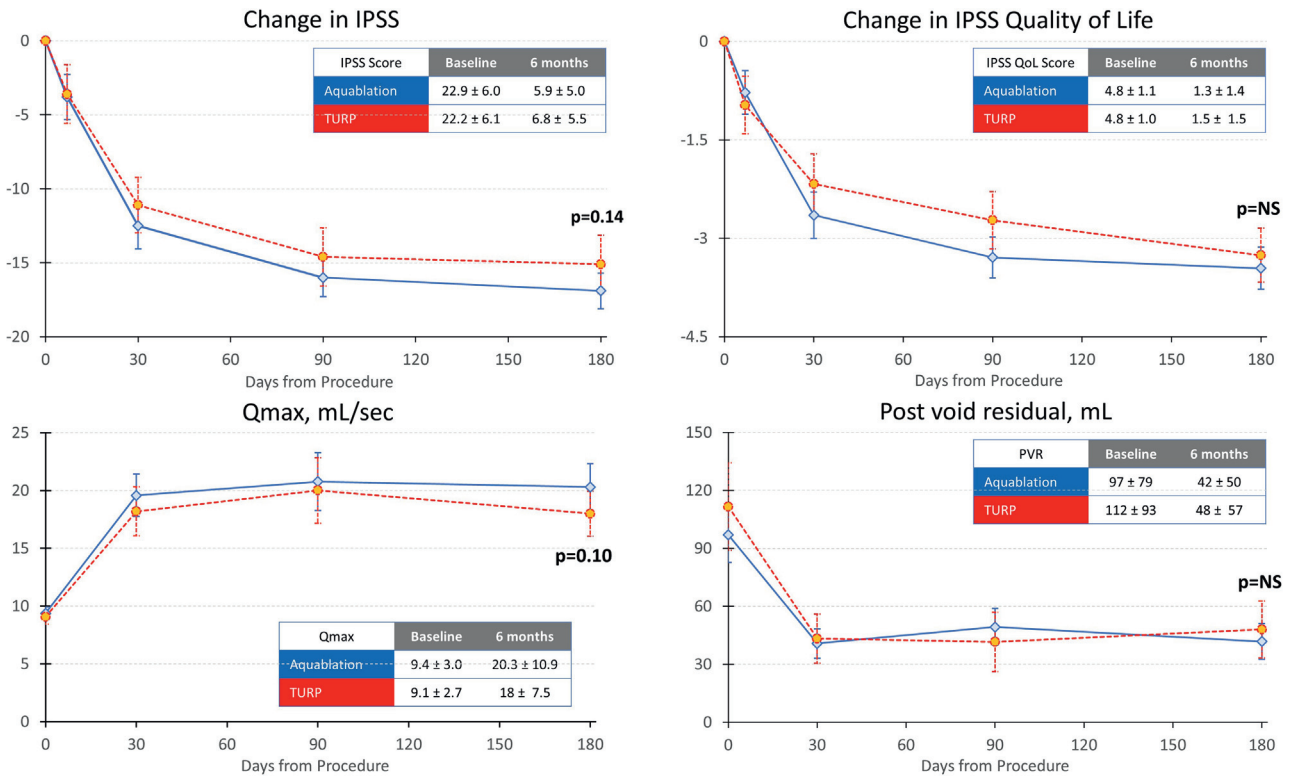 Change in IPSS
0
-5
-10
-15
-20
IPSS Score Baseline 6 months
Aquablation 22.9 ± 6.0 5.9 ± 5.0
TURP 22.2 ± 6.1 6.8 ± 5.5
p=0.14
0 30 60 90 120 150 180
Days from Procedure
Change in IPSS Quality of Life
0
-1.5
-3
-4.5
IPSS QoL Score Baseline 6 months
Aquablation 4.8 ± 1.1 1.3 ± 1.4
TURP 4.8 ± 1.0 1.5 ± 1.5
p=NS
0 30 60 90 120 150 180
Days from Procedure
Qmax, mL/sec
25
20
15
10
5
0
p=0.10
Qmax Baseline 6 months
Aquablation 9.4 ± 3.0 20.3 ± 10.9
TURP 9.1 ± 2.7 18 ± 7.5
0 30 60 90 120 150 180
Post void residual, mL
150
120
90
60
30
0
PVR Baseline 6 months
Aquablation 97 ± 79 42 ± 50
TURP 112 ± 93 48 ± 57
p=NS
0 30 60 90 120 150 180